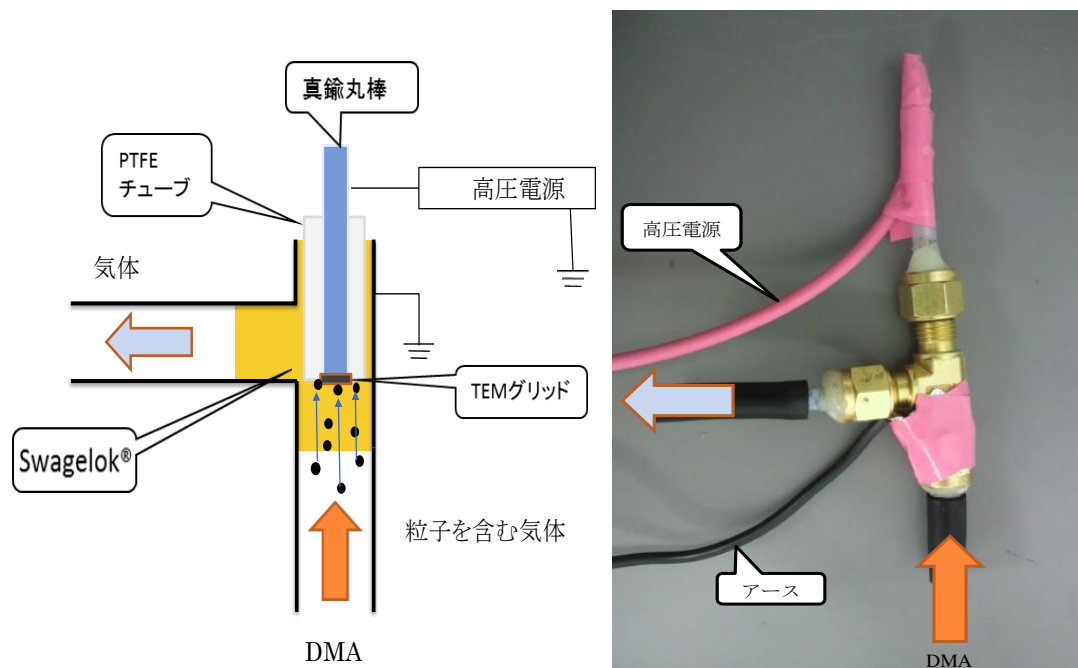 真鍮丸棒
PTFE
チューブ
高圧電源
気体
TEMグリッド
Swagelok®
粒子を含む気体
DMA
高圧電源
アース
DMA